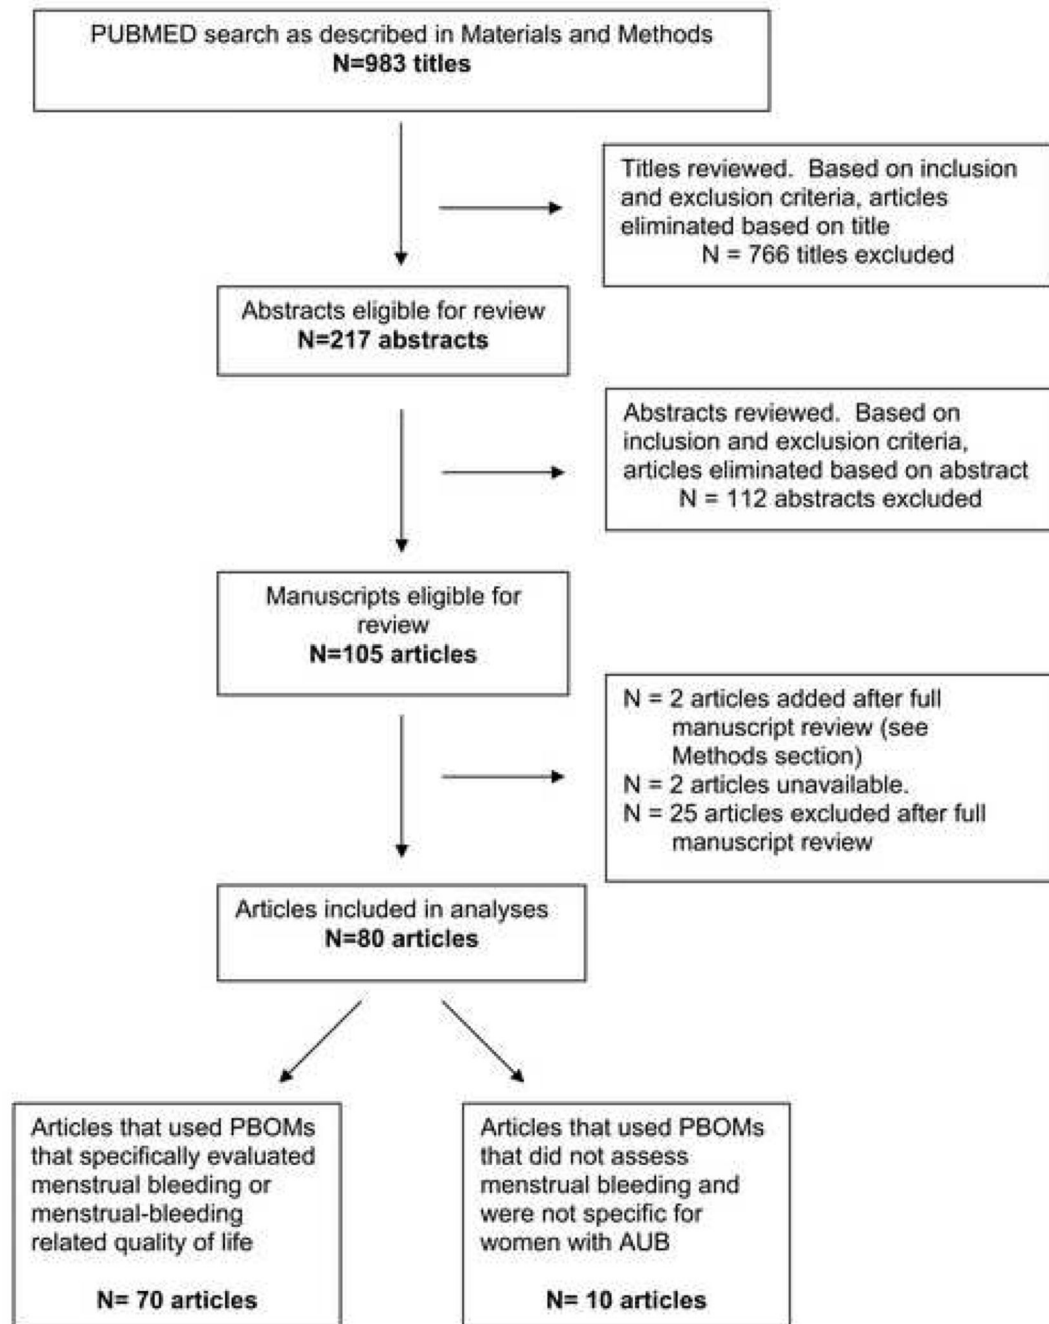 PUBMED search as described in Materials and Methods
N=983 titles
Titles reviewed.  Based on inclusion
and exclusion criteria, articles
eliminated based on title
N = 766 titles excluded
Abstracts eligible for review
N=217 abstracts
Abstracts reviewed.  Based on
inclusion and exclusion criteria,
articles eliminated based on abstract
N = 112 abstracts excluded
Manuscripts eligible for
review
N=105 articles
N = 2 articles added after full
manuscript review (see
Methods section)
N = 2 articles unavailable.
N = 25 articles excluded after full
manuscript review
Articles included in analyses
N=80 articles
Articles that used PBOMs
that specifically evaluated
menstrual bleeding or
menstrual-bleeding
related quality of life
N= 70 articles
Articles that used PBOMs
that did not assess
menstrual bleeding and
were not specific for
women with AUB
N= 10 articles